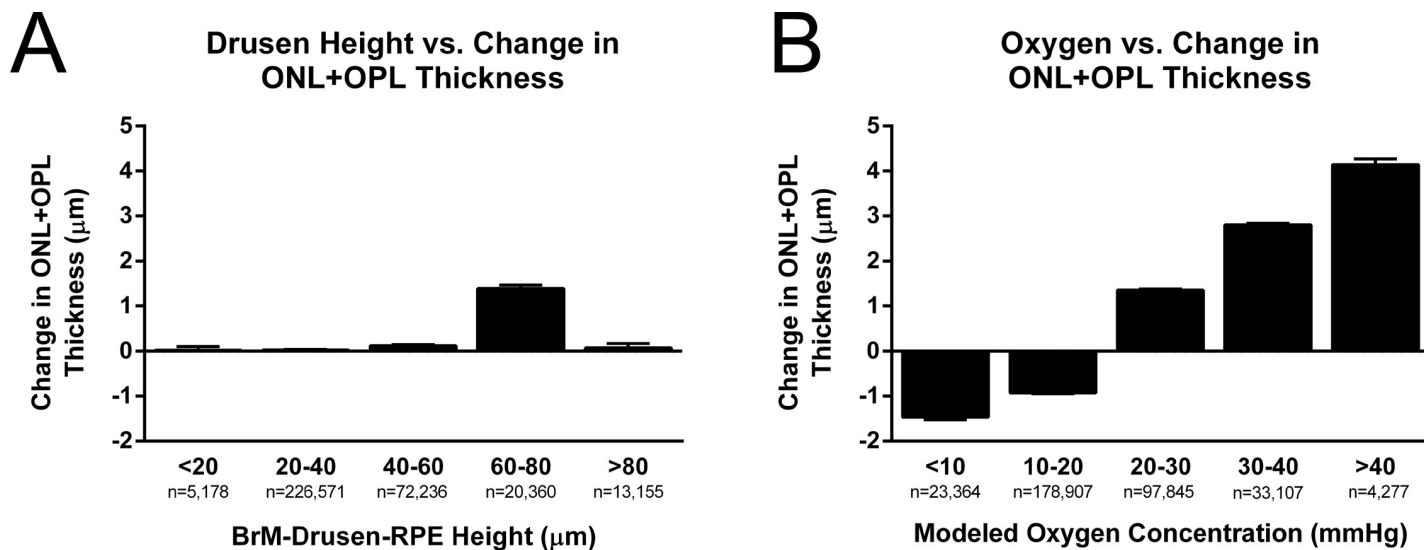 A
Drusen Height vs. Change in
ONL+OPL Thickness
Change in ONL+OPL
Thickness (μm)
5
4
3
2
1
0
-1
-2
<20
20-40
40-60
60-80
>80
n=5,178
n=226,571
n=72,236
n=20,360
n=13,155
BrM-Drusen-RPE Height (μm)
B
Oxygen vs. Change in
ONL+OPL Thickness
Change in ONL+OPL
Thickness (μm)
5
4
3
2
1
0
-1
-2
<10
10-20
20-30
30-40
>40
n=23,364
n=178,907
n=97,845
n=33,107
n=4,277
Modeled Oxygen Concentration (mmHg)